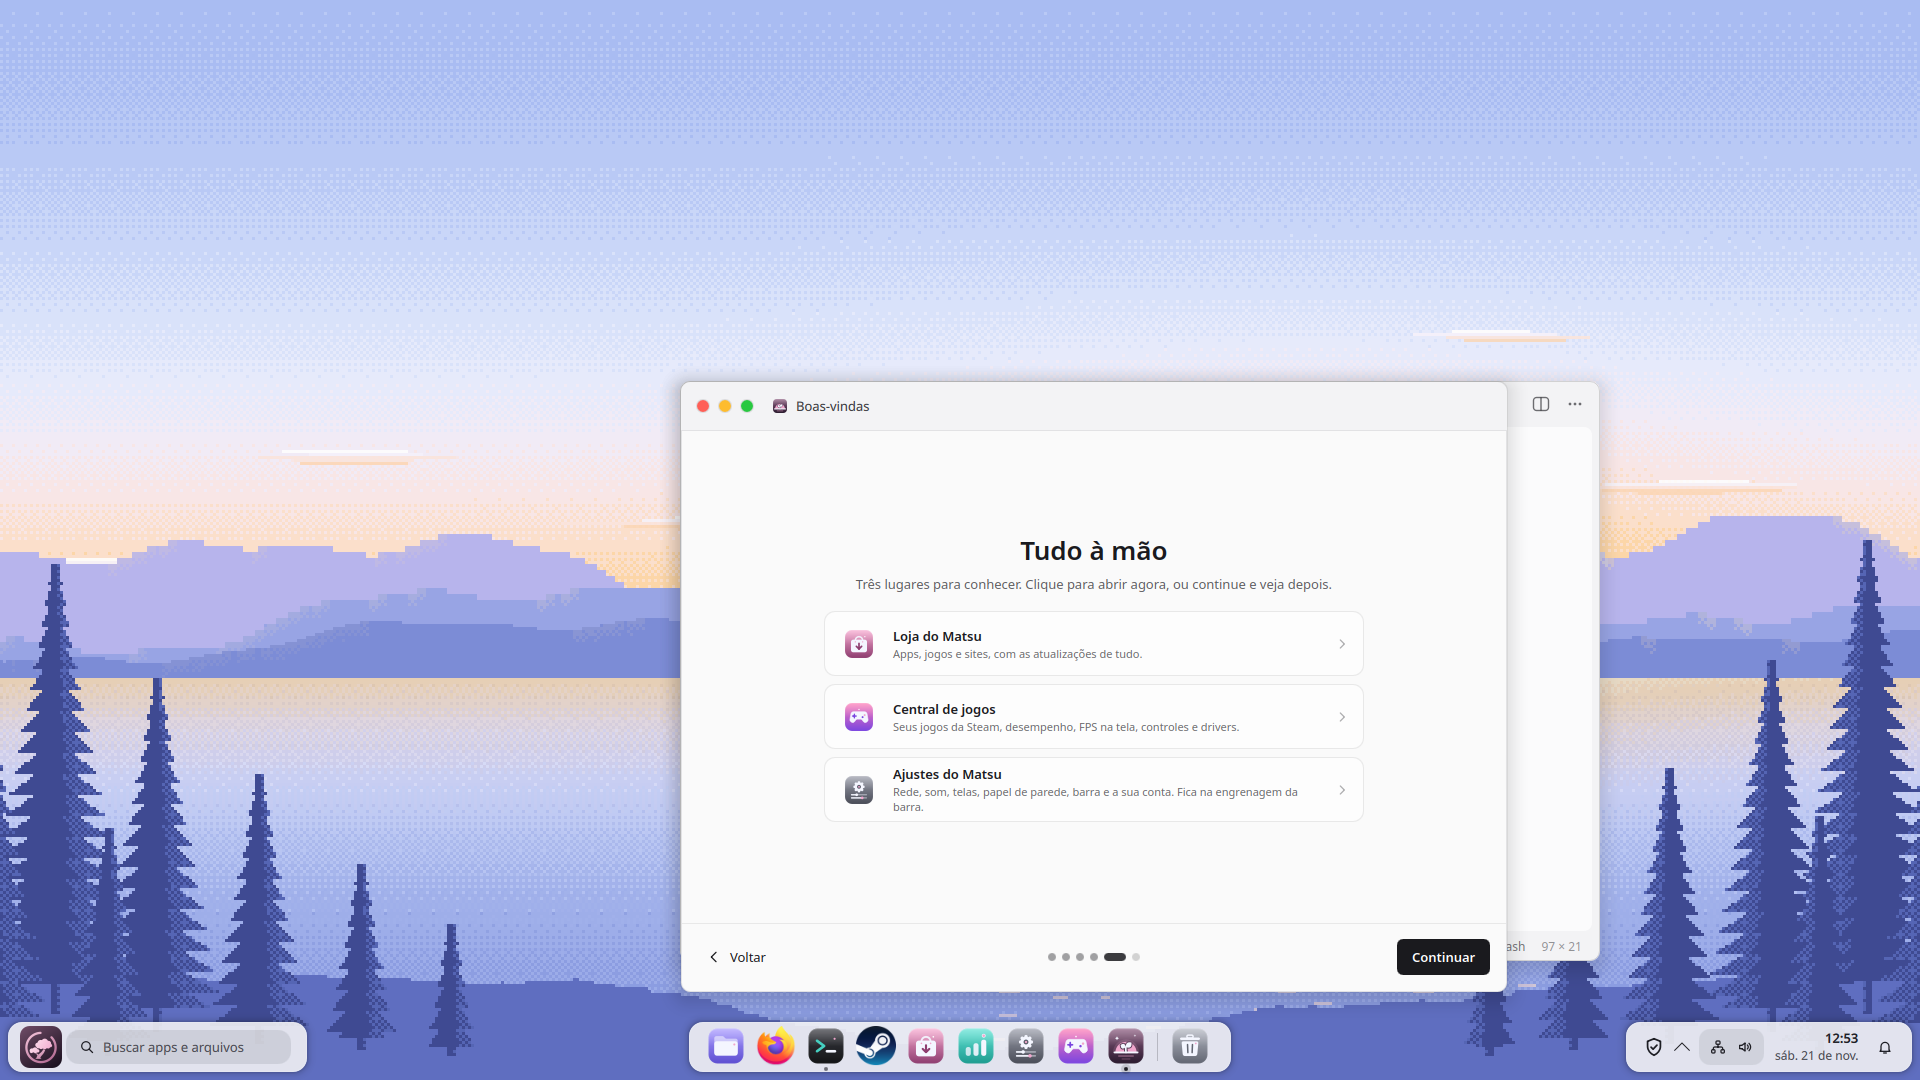 Boas-vindas
Tudo à mão
Três lugares para conhecer. Clique para abrir agora, ou continue e veja depois.
Loja do Matsu
Apps, jogos e sites, com as atualizações de tudo.
Central de jogos
Seus jogos da Steam, desempenho, FPS na tela, controles e drivers.
Ajustes do Matsu
Rede, som, telas, papel de parede, barra e a sua conta. Fica na engrenagem da
barra.
Voltar
Continuar
ash 97 × 21
Buscar apps e arquivos
12:53
sáb. 21 de nov.